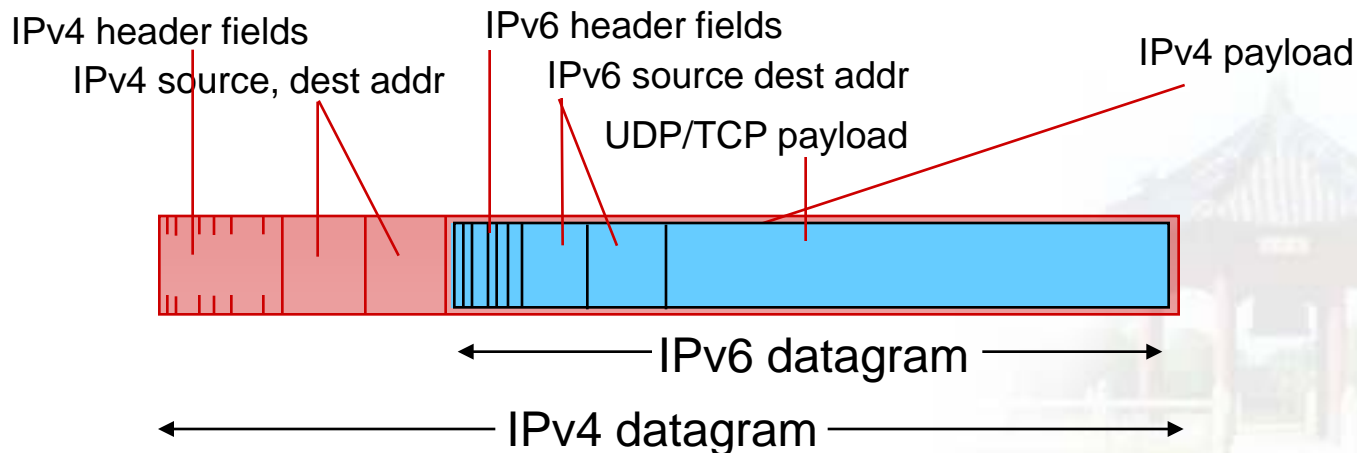 IPv4 header fields
IPv6 header fields
IPv4 payload
IPv4 source, dest addr
IPv6 source dest addr
UDP/TCP payload
IPv6 datagram
IPv4 datagram